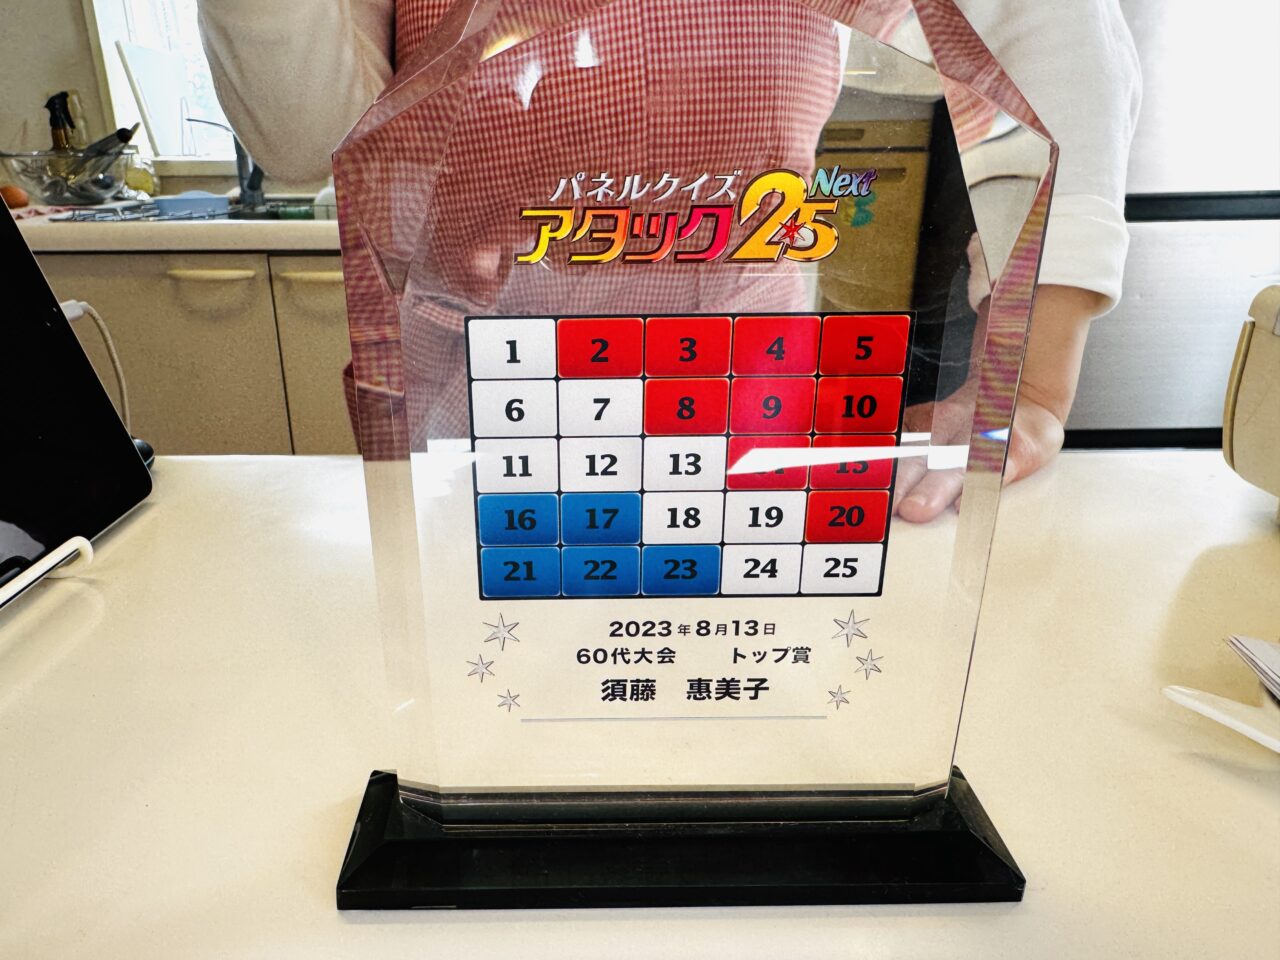 パネルクイズ
アタック25 Next
1 2 3 4 5
6 7 8 9 10
11 12 13 15
16 17 18 19 20
21 22 23 24 25
2023年8月13日
60代大会 トップ賞
須藤 惠美子